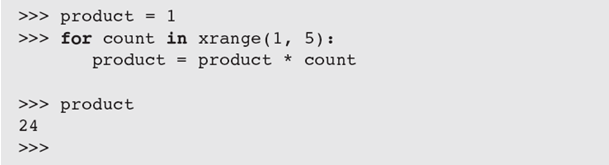 >>> product = 1
>>> for count in xrange(1, 5):
        product = product * count

>>> product
24
>>>